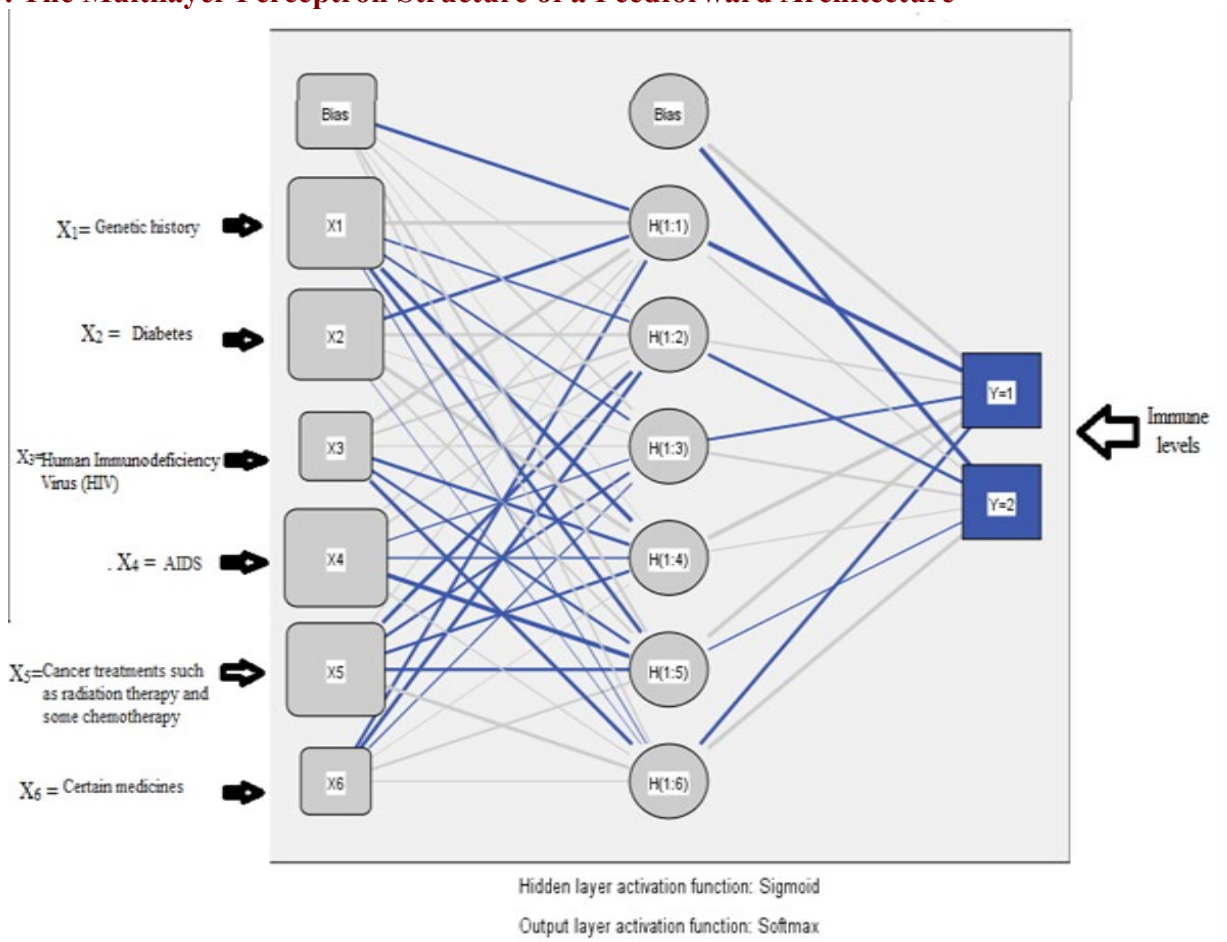 : The Multilayer Perceptron Structure of a Feedforward Architecture
Bias
Bias
X1= Genetic history
X1
H(1:1)
X2 = Diabetes
X2
H(1:2)
Y=1
Immune
levels
X3=Human Immunodeficiency
Virus (HIV)
X3
H(1:3)
Y=2
. X4 = AIDS
X4
H(1:4)
X5=Cancer treatments such
as radiation therapy and
some chemotherapy
X5
H(1:5)
X6 = Certain medicines
X6
H(1:6)
Hidden layer activation function: Sigmoid
Output layer activation function: Softmax